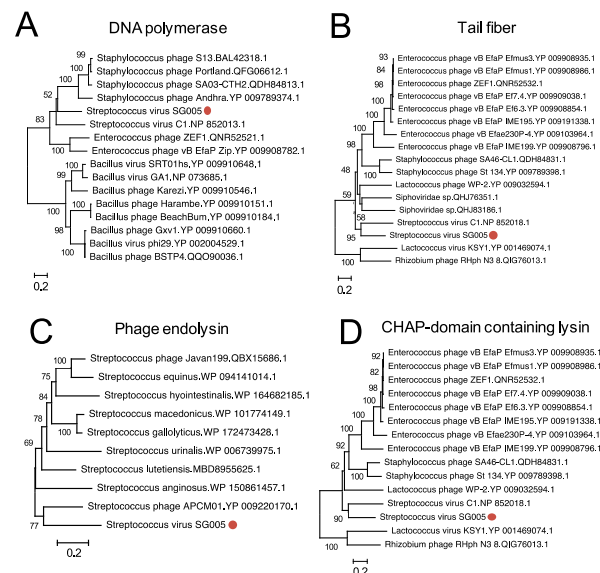 A
DNA polymerase
99
Staphylococcus phage S13.BAL42318.1
100
Staphylococcus phage Portland.QFG06612.1
100
Staphylococcus phage SA03-CTH2.QDH84813.1
Staphylococcus phage Andhra.YP 009789374.1
52
Streptococcus virus SG005
83
Streptococcus virus C1.NP 852013.1
Enterococcus phage ZEF1.QNR52521.1
100
Enterococcus phage vB EfaP Zip.YP 009908782.1
Bacillus virus SRT01hs,YP 009910648,1
100
Bacillus virus GA1,NP 073685,1
Bacillus phage Karezi.YP 009910546.1
100
Bacillus phage Harambe.YP 009910151.1
100
Bacillus phage BeachBum,YP 009910184,1
98
Bacillus phage Gxv1.YP 009910660.1
Bacillus virus phi29.YP 002004529.1
100
Bacillus phage BSTP4.QQO90036.1
0.2
B
Tail fiber
93
Enterococcus phage vB EfaP Efmus3.YP 009908935.1
84
Enterococcus phage vB EfaP Efmus1.YP 009908986.1
Enterococcus phage ZEF1.QNR52532.1
100
Enterococcus phage vB EfaP Ef7.4.YP 009909038.1
100
Enterococcus phage vB EfaP Ef6.3.YP 009908854.1
Enterococcus phage vB EfaP IME195.YP 009191338.1
Enterococcus phage vB Efae230P-4.YP 009103964.1
98
Enterococcus phage vB EfaP IME199.YP 009908796.1
Staphylococcus phage SA46-CL1.QDH84831.1
48
100
Staphylococcus phage St 134.YP 009789398.1
Lactococcus phage WP-2.YP 009032594.1
59
Siphoviridae sp.QHJ76351.1
Siphoviridae sp.QHJ83186.1
58
Streptococcus virus C1.NP 852018.1
95
Streptococcus virus SG005
Lactococcus virus KSY1.YP 001469074.1
100
Rhizobium phage RHph N3 8.QIG76013.1
0.2
C
Phage endolysin
100
Streptococcus phage Javan199.QBX15686.1
75
Streptococcus equinus.WP 094141014.1
84
Streptococcus hyointestinalis.WP 164682185.1
Streptococcus macedonicus.WP 101774149.1
78
100
Streptococcus gallolyticus.WP 172473428.1
69
Streptococcus urinalis.WP 006739975.1
Streptococcus lutetiensis.MBD8955625.1
Streptococcus anginosus.WP 150861457.1
Streptococcus phage APCM01.YP 009220170.1
77
Streptococcus virus SG005
0.2
D
CHAP-domain containing lysin
92
Enterococcus phage vB EfaP Efmus3.YP 009908935.1
Enterococcus phage vB EfaP Efmus1.YP 009908986.1
82
Enterococcus phage ZEF1.QNR52532.1
98
Enterococcus phage vB EfaP Ef7.4.YP 009909038.1
100
Enterococcus phage vB EfaP Ef6.3.YP 009908854.1
100
Enterococcus phage vB EfaP IME195.YP 009191338.1
92
Enterococcus phage vB Efae230P-4.YP 009103964.1
Enterococcus phage vB EfaP IME199.YP 009908796.1
62
Staphylococcus phage SA46-CL1.QDH84831.1
100
Staphylococcus phage St 134.YP 009789398.1
Lactococcus phage WP-2.YP 009032594.1
Streptococcus virus C1.NP 852018.1
90
Streptococcus virus SG005
Lactococcus virus KSY1.YP 001469074.1
100
Rhizobium phage RHph N3 8.QIG76013.1
0.2